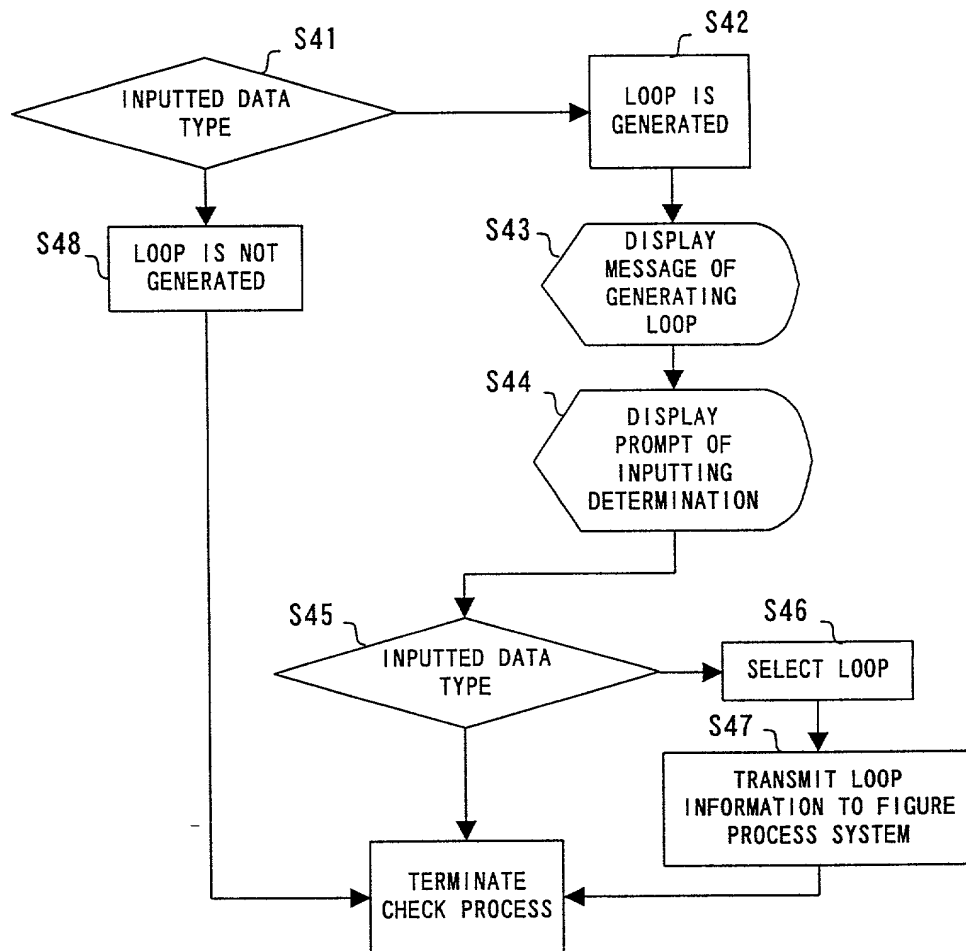 S41
INPUTTED DATA
TYPE
S42
LOOP IS
GENERATED
S48
LOOP IS NOT
GENERATED
S43
DISPLAY
MESSAGE OF
GENERATING
LOOP
S44
DISPLAY
PROMPT OF
INPUTTING
DETERMINATION
S45
INPUTTED DATA
TYPE
S46
SELECT LOOP
S47
TRANSMIT LOOP
INFORMATION TO FIGURE
PROCESS SYSTEM
TERMINATE
CHECK PROCESS